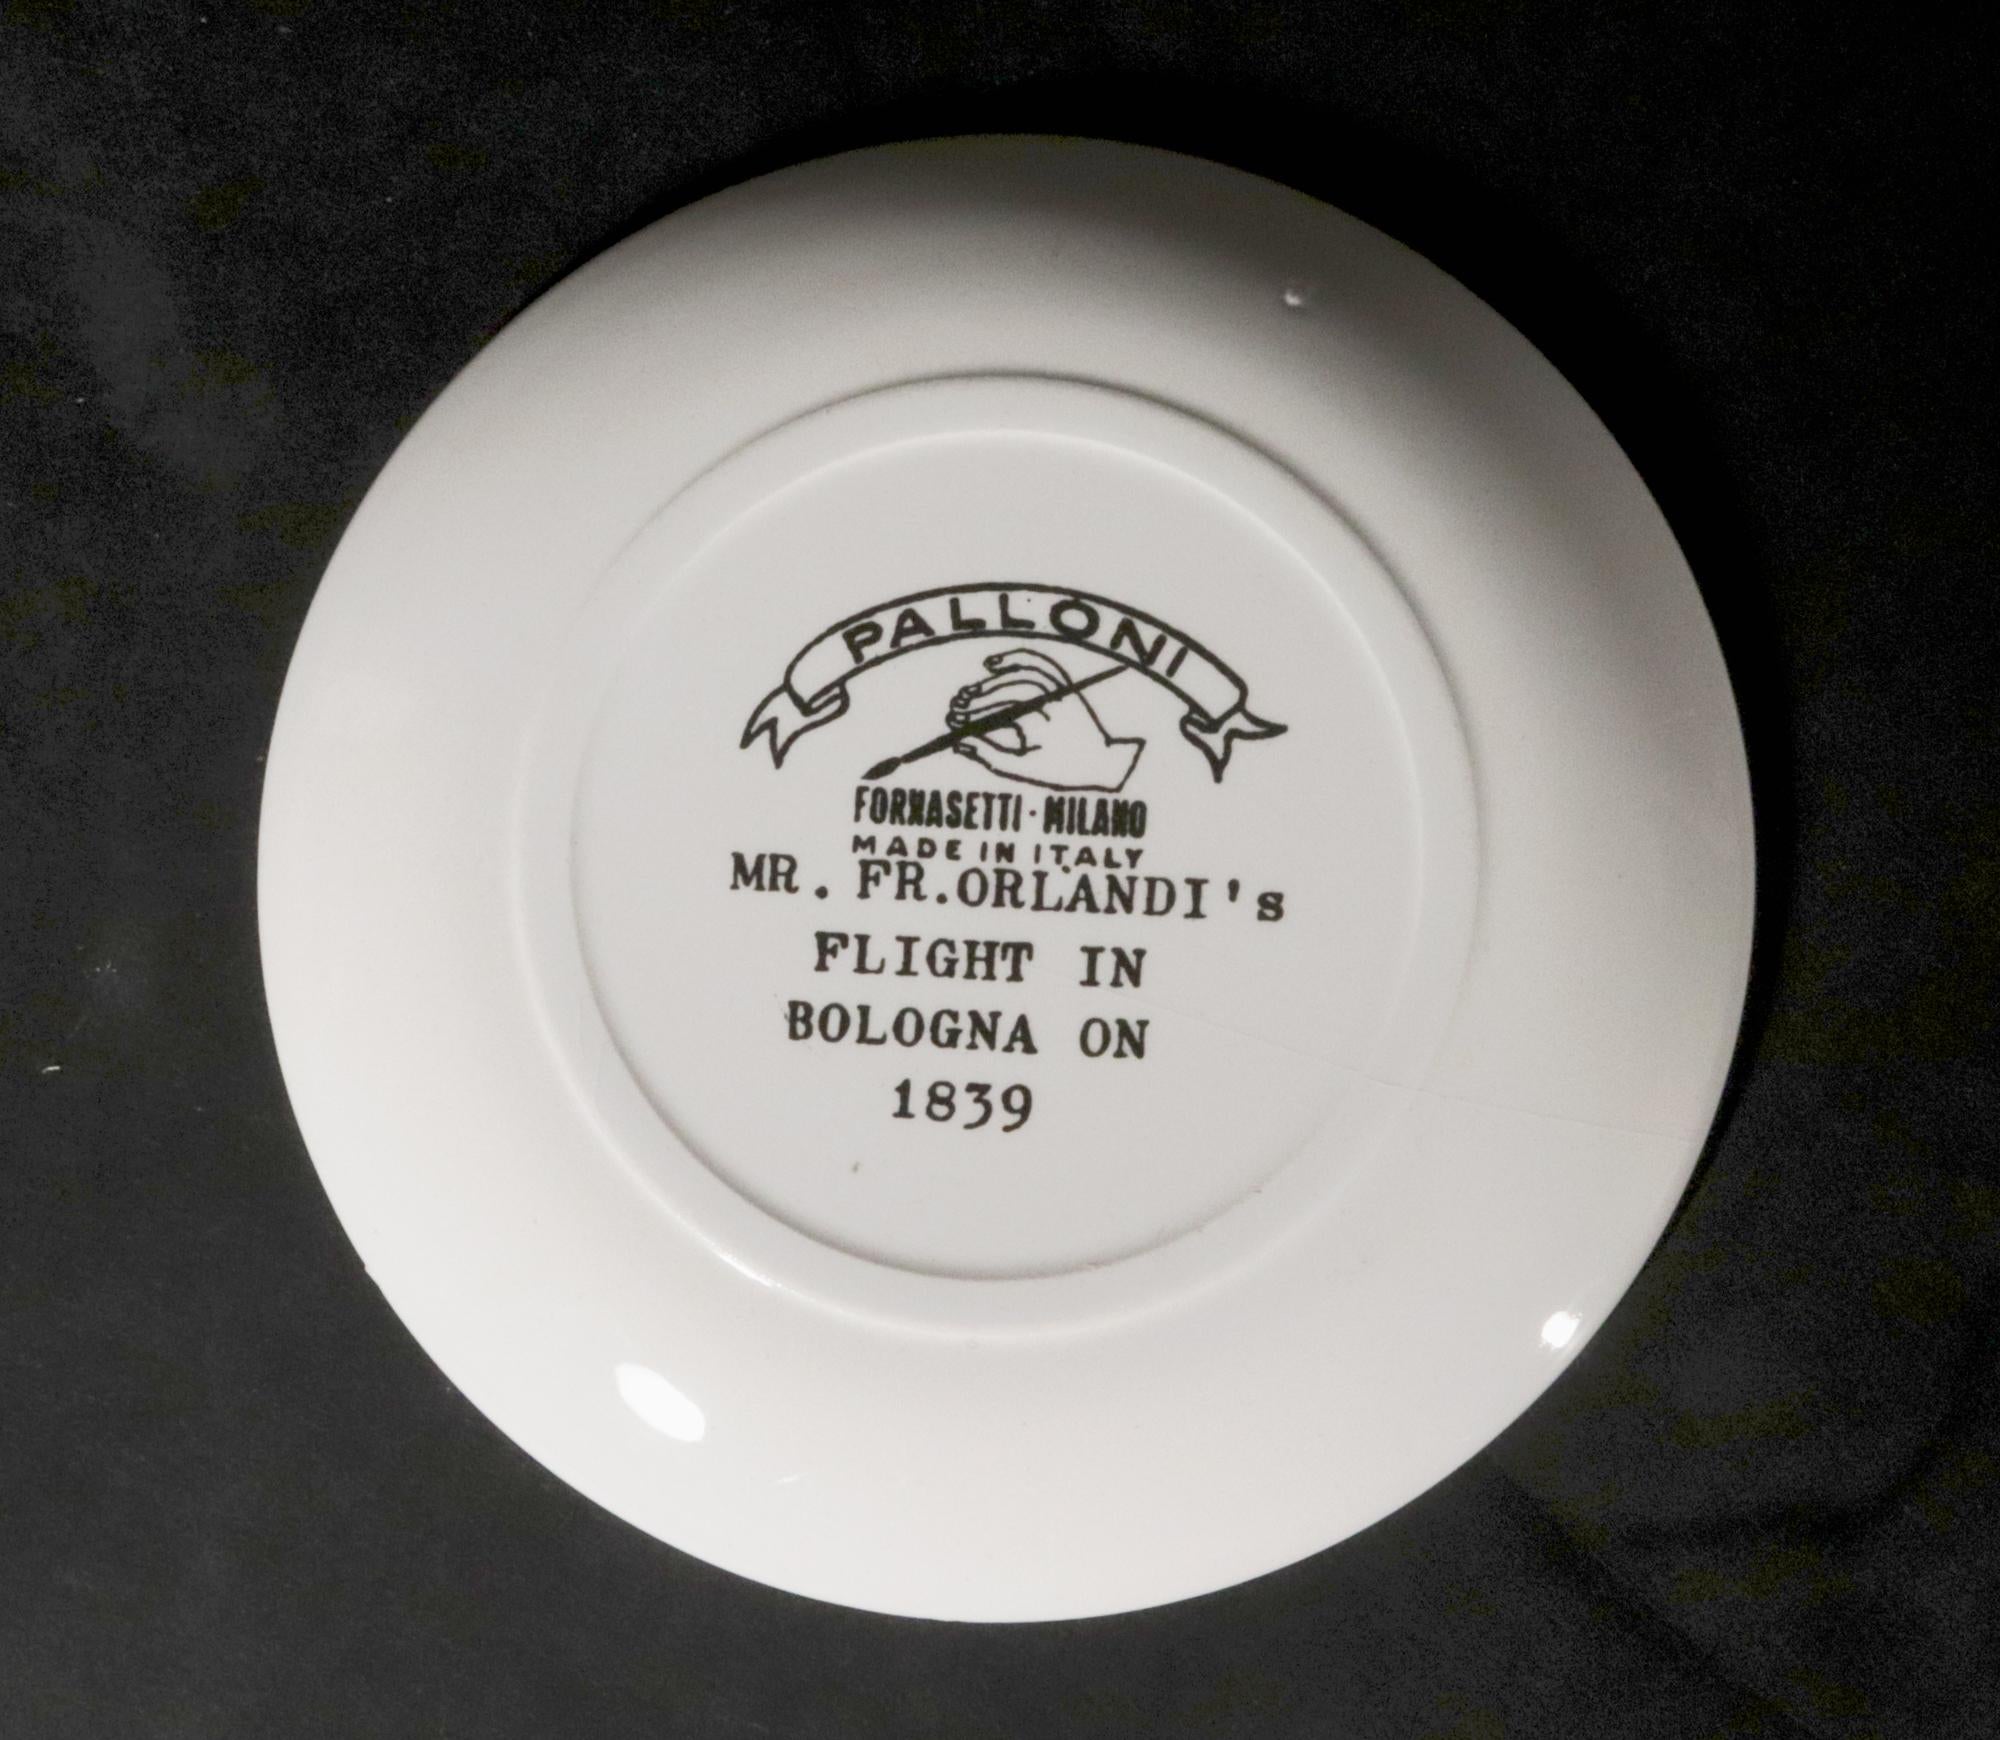 PALLONI
FORNASETTI · MILANO
MADE IN ITALY
MR. FR.ORLANDI's
FLIGHT IN
BOLOGNA ON
1839